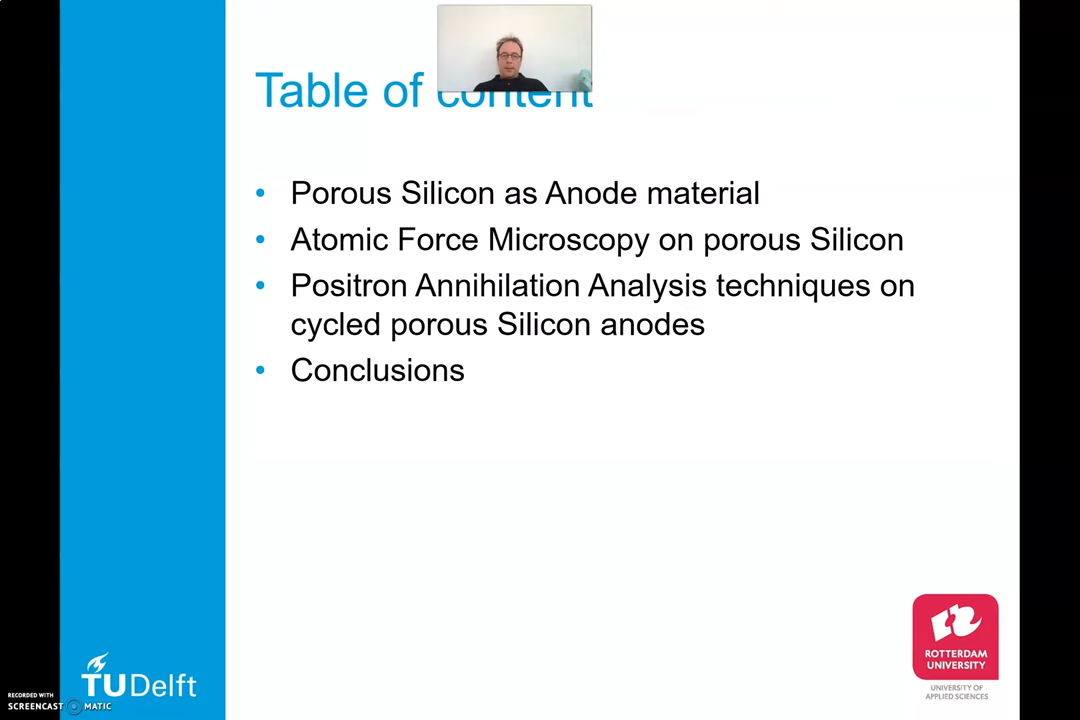 Table of content
• Porous Silicon as Anode material
• Atomic Force Microscopy on porous Silicon
• Positron Annihilation Analysis techniques on
cycled porous Silicon anodes
• Conclusions
TUDelft
ROTTERDAM
UNIVERSITY
UNIVERSITY OF
APPLIED SCIENCES
RECORDED WITH
SCREENCAST MATIC